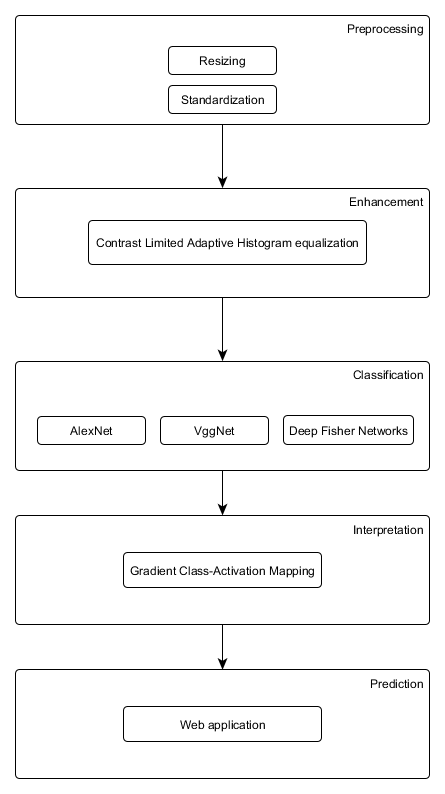 Preprocessing
Resizing
Standardization
Enhancement
Contrast Limited Adaptive Histogram equalization
Classification
AlexNet
VggNet
Deep Fisher Networks
Interpretation
Gradient Class-Activation Mapping
Prediction
Web application